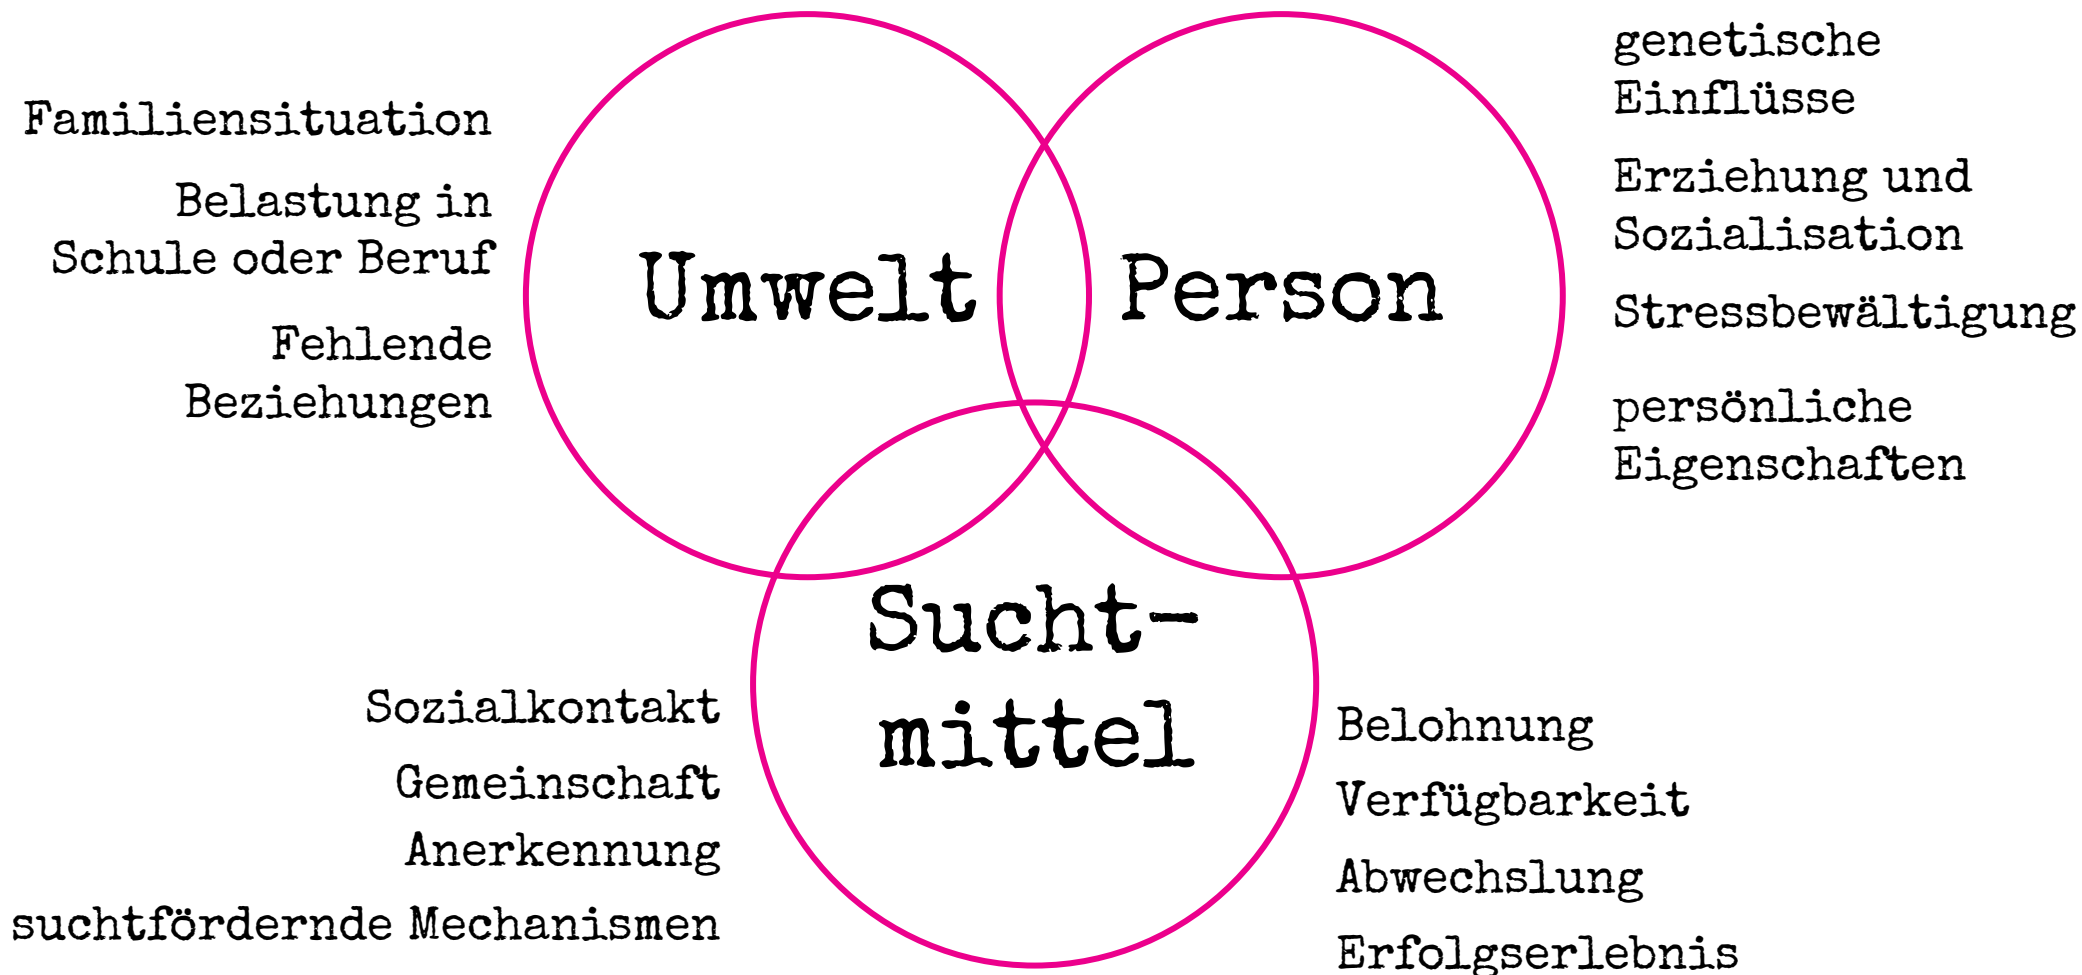 Familiensituation
Belastung in
Schule oder Beruf
Fehlende
Beziehungen
Umwelt
Person
genetische
Einflüsse
Erziehung und
Sozialisation
Stressbewältigung
persönliche
Eigenschaften
Sucht-
mittel
Sozialkontakt
Gemeinschaft
Anerkennung
suchtfördernde Mechanismen
Belohnung
Verfügbarkeit
Abwechslung
Erfolgserlebnis